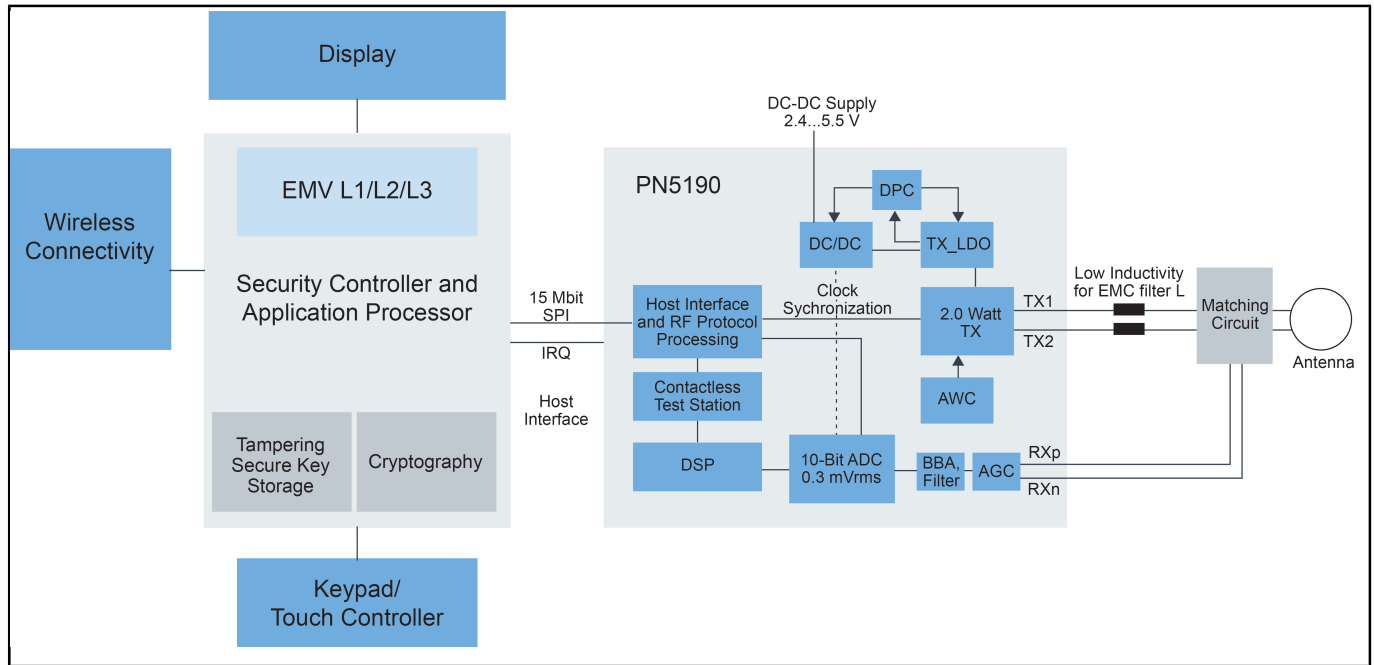 Display
EMV L1/L2/L3
Wireless
Connectivity
Security Controller and
Application Processor
Tampering
Secure Key
Storage
Cryptography
Keypad/
Touch Controller
15 Mbit
SPI
IRQ
Host
Interface
DC-DC Supply
2.4...5.5 V
PN5190
DPC
DC/DC
TX_LDO
Host Interface
and RF Protocol
Processing
Clock
Sychronization
2.0 Watt
TX
Contactless
Test Station
AWC
DSP
10-Bit ADC
0.3 mVrms
BBA,
Filter
AGC
TX1
TX2
RXp
RXn
Low Inductivity
for EMC filter L
Matching
Circuit
Antenna